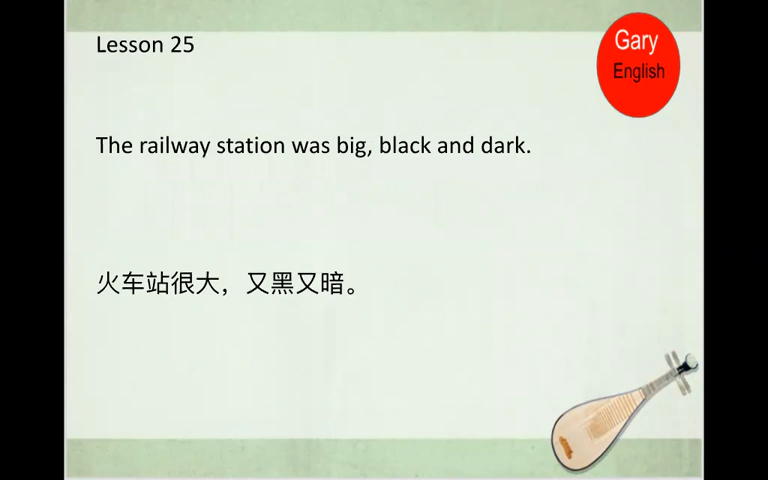 Lesson 25
Gary
English
The railway station was big, black and dark.
火车站很大，又黑又暗。